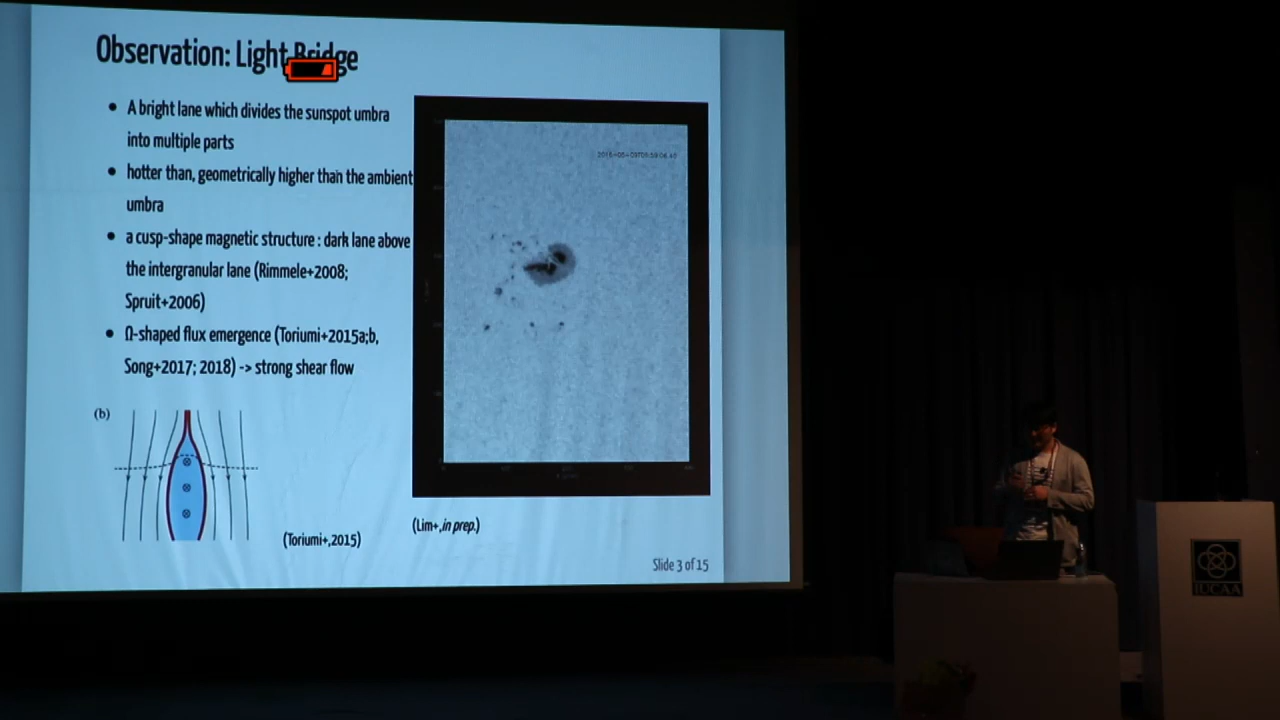 Observation: Light Bridge
A bright lane which divides the sunspot umbra
into multiple parts
hotter than, geometrically higher than the ambient
umbra
a cusp-shape magnetic structure : dark lane above
the intergranular lane (Rimmele+2008;
Spruit+2006)
Ω-shaped flux emergence (Toriumi+2015a;b,
Song+2017; 2018) -> strong shear flow
(b)
(Toriumi+,2015)
(Lim+,in prep.)
Slide 3 of 15
IUCAA